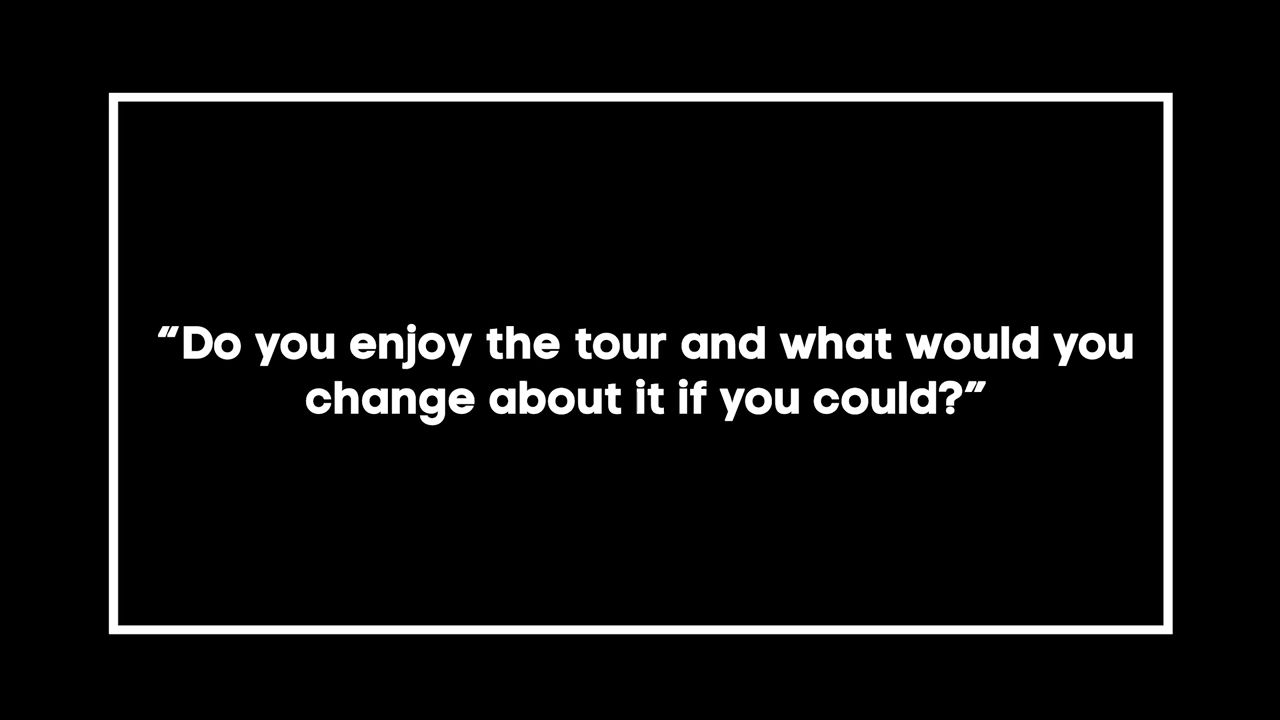 “Do you enjoy the tour and what would you
change about it if you could?”